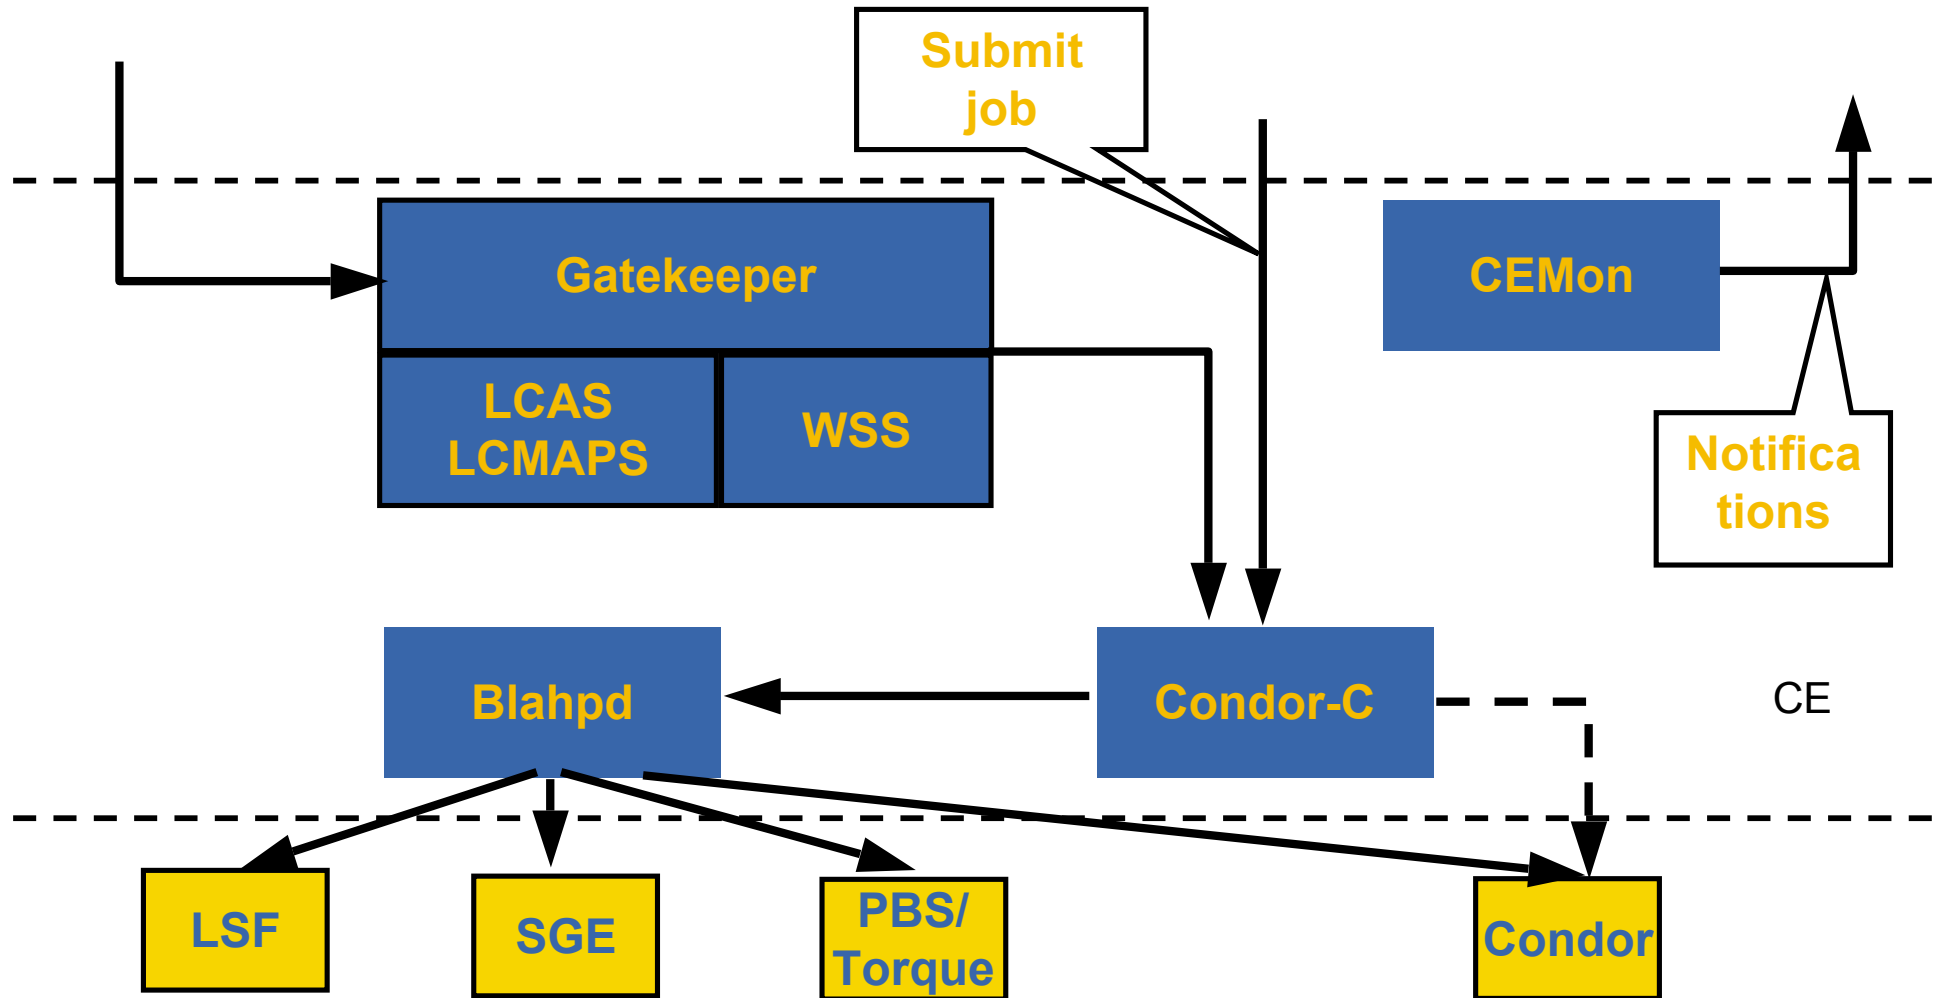 Submit
job
Gatekeeper
CEMon
LCAS
LCMAPS
WSS
Notifica
tions
Blahpd
Condor-C
CE
LSF
SGE
PBS/
Torque
Condor